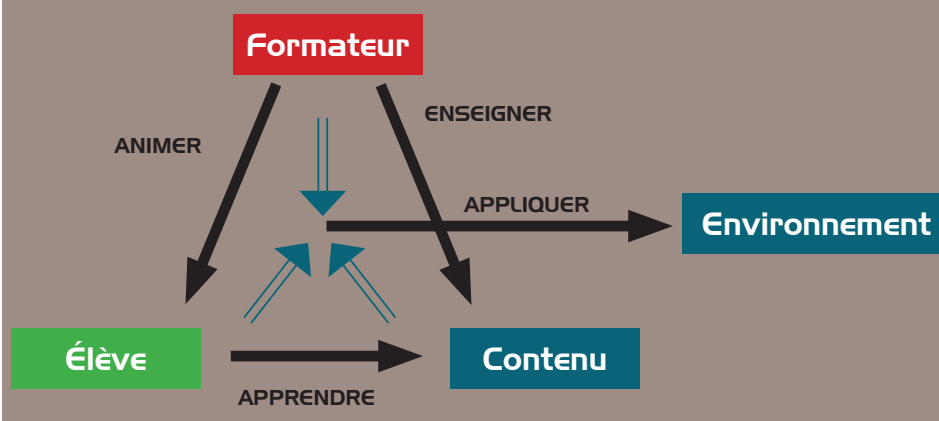 Formateur
ENSEIGNER
ANIMER
APPLIQUER
Environnement
Élève
Contenu
APPRENDRE